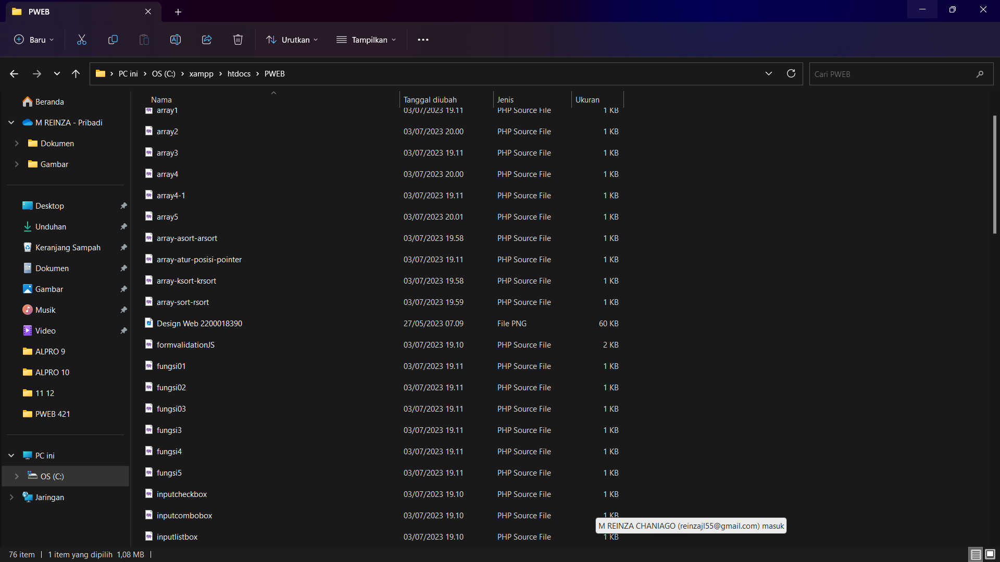 PWEB
Baru
Urutkan
Tampilkan
PC ini > OS (C:) > xampp > htdocs > PWEB
Cari PWEB
Beranda
M REINZA - Pribadi
Dokumen
Gambar
Desktop
Unduhan
Keranjang Sampah
Dokumen
Gambar
Musik
Video
ALPRO 9
ALPRO 10
11 12
PWEB 421
PC ini
OS (C:)
Jaringan
Nama Tanggal diubah Jenis Ukuran
array1 03/07/2023 19.11 PHP Source File 1 KB
array2 03/07/2023 20.00 PHP Source File 1 KB
array3 03/07/2023 19.11 PHP Source File 1 KB
array4 03/07/2023 20.00 PHP Source File 1 KB
array4-1 03/07/2023 19.11 PHP Source File 1 KB
array5 03/07/2023 20.01 PHP Source File 1 KB
array-asort-arsort 03/07/2023 19.58 PHP Source File 1 KB
array-atur-posisi-pointer 03/07/2023 19.11 PHP Source File 1 KB
array-ksort-krsort 03/07/2023 19.58 PHP Source File 1 KB
array-sort-rsort 03/07/2023 19.59 PHP Source File 1 KB
Design Web 2200018390 27/05/2023 07.09 File PNG 60 KB
formvalidationJS 03/07/2023 19.10 PHP Source File 2 KB
fungsi01 03/07/2023 19.11 PHP Source File 1 KB
fungsi02 03/07/2023 19.11 PHP Source File 1 KB
fungsi03 03/07/2023 19.11 PHP Source File 1 KB
fungsi3 03/07/2023 19.11 PHP Source File 1 KB
fungsi4 03/07/2023 19.11 PHP Source File 1 KB
fungsi5 03/07/2023 19.11 PHP Source File 1 KB
inputcheckbox 03/07/2023 19.10 PHP Source File 1 KB
inputcombobox 03/07/2023 19.10 PHP Source File 1 KB
M REINZA CHANIAGO (reinzajl55@gmail.com) masuk
inputlistbox 03/07/2023 19.10 PHP Source File 1 KB
76 item | 1 item yang dipilih 1,08 MB |